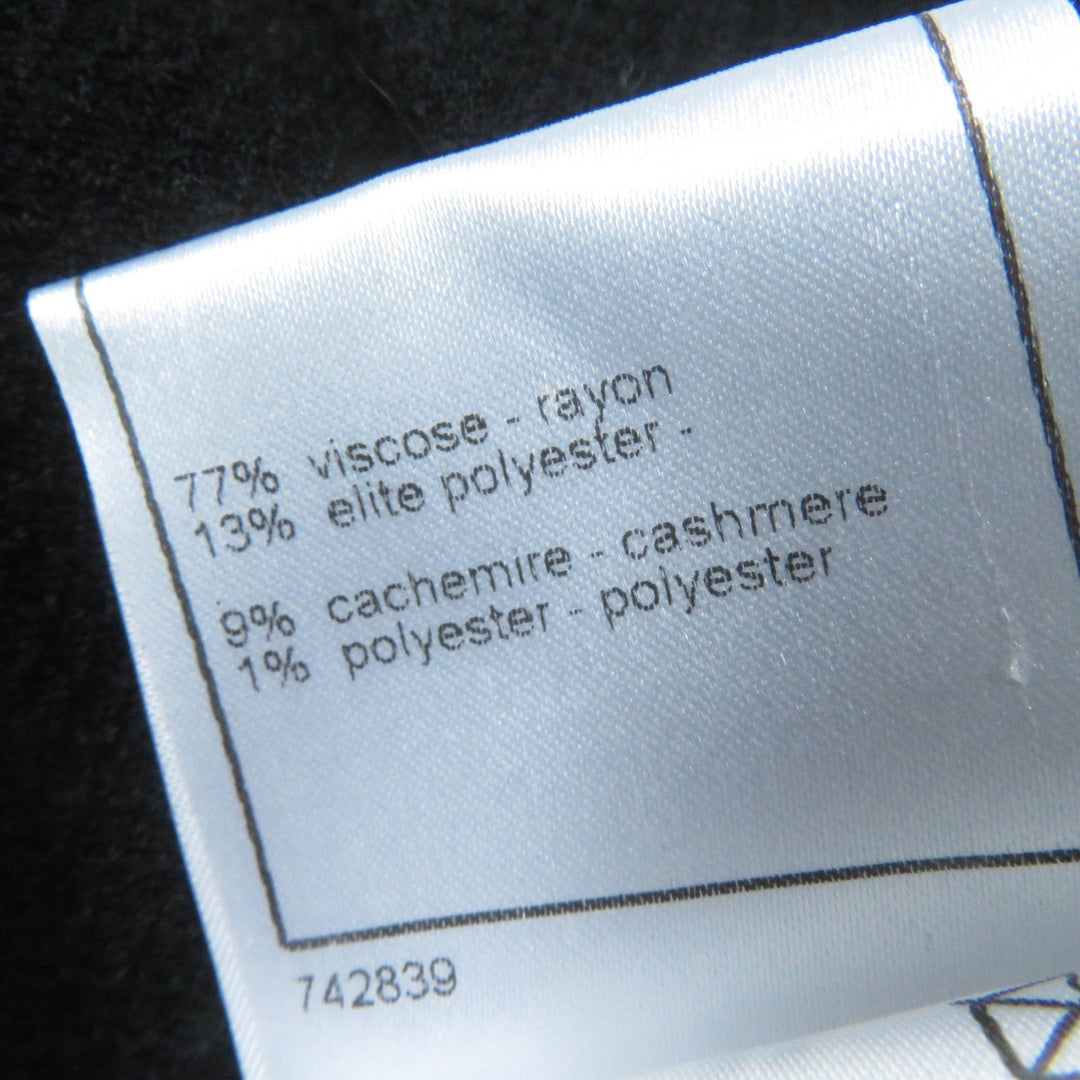 77% viscose - rayon
13% elite polyester -
9% cachemire - cashmere
1% polyester - polyester
742839